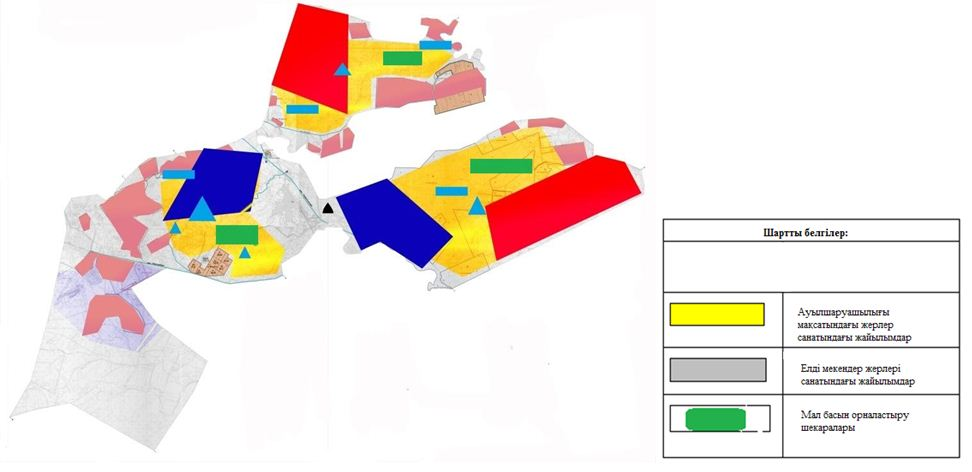 Шартты белгілер:
Ауылшаруашылығы
мақсатындағы жерлер
санатындағы жайылымдар
Елді мекендер жерлері
санатындағы жайылымдар
Мал басын орналастыру
шекаралары